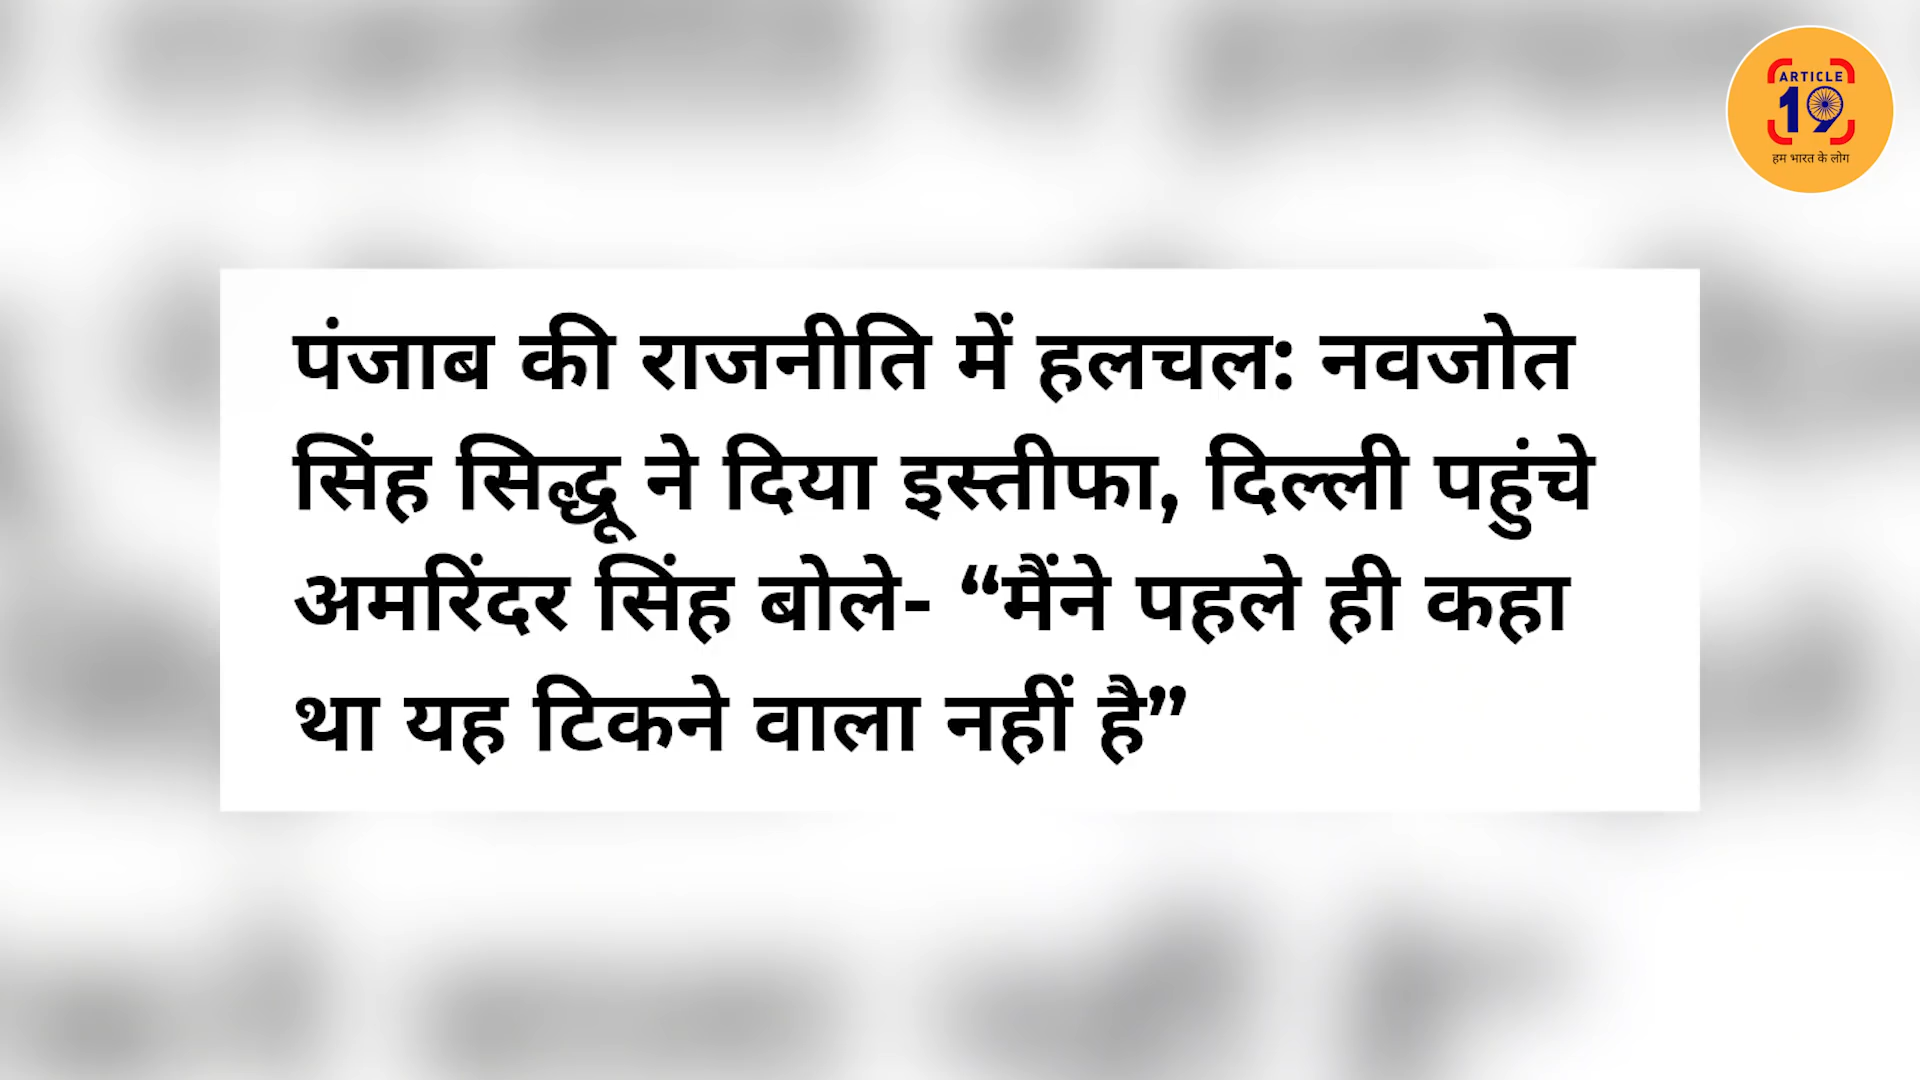 ARTICLE
19
हम भारत के लोग
पंजाब की राजनीति में हलचल: नवजोत
सिंह सिद्धू ने दिया इस्तीफा, दिल्ली पहुंचे
अमरिंदर सिंह बोले- “मैंने पहले ही कहा
था यह टिकने वाला नहीं है”